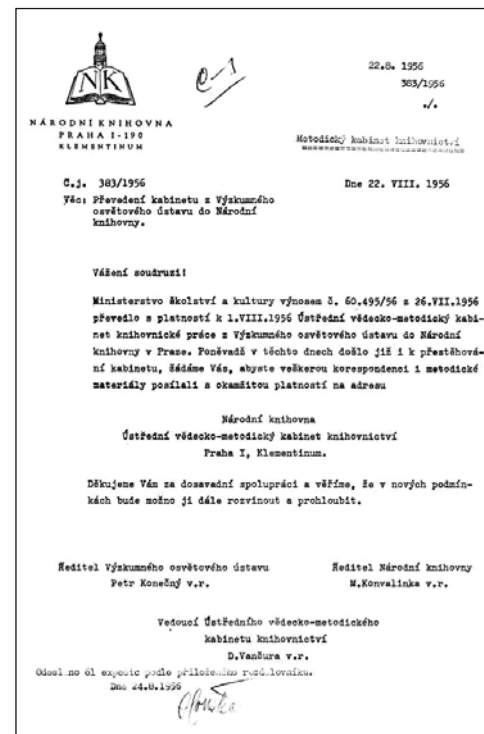 NK
22.8. 1956
383/1956
./.
NÁRODNÍ KNIHOVNA
PRAHA I-190
KLEMENTINUM
Metodický kabinet knihovnictví
Č.j. 383/1956
Dne 22. VIII. 1956
Věc: Převedení kabinetu z Výzkumného
osvětového ústavu do Národní
knihovny.
Vážení soudruzi!
Ministerstvo školství a kultury výnosem č. 60.495/56 z 26.VII.1956
převedlo s platností k 1.VIII.1956 Ústřední vědecko-metodický kabi-
net knihovnické práce z Výzkumného osvětového ústavu do Národní
knihovny v Praze. Poněvadž v těchto dnech došlo již i k přestěhová-
ní kabinetu, žádáme Vás, abyste veškerou korespondenci i metodické
materiály posílali s okamžitou platností na adresu
Národní knihovna
Ústřední vědecko-metodický kabinet knihovnictví
Praha I, Klementinum.
Děkujeme Vám za dosavadní spolupráci a věříme, že v nových podmín-
kách bude možno ji dále rozvinout a prohloubit.
Ředitel Výzkumného osvětového ústavu
Petr Konečný v.r.
Ředitel Národní knihovny
M.Konvalinka v.r.
Vedoucí Ústředního vědecko-metodického
kabinetu knihovnictví
D.Vančura v.r.
Odesláno 61 expedic podle přiloženého rozdělovníku.
Dne 24.8.1956